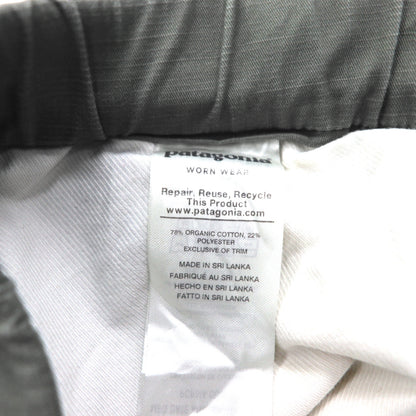 patagonia
WORN WEAR
Repair, Reuse, Recycle
This Product
www.patagonia.com
78% ORGANIC COTTON, 22%
POLYESTER
EXCLUSIVE OF TRIM
MADE IN SRI LANKA
FABRIQUÉ AU SRI LANKA
HECHO EN SRI LANKA
FATTO IN SRI LANKA